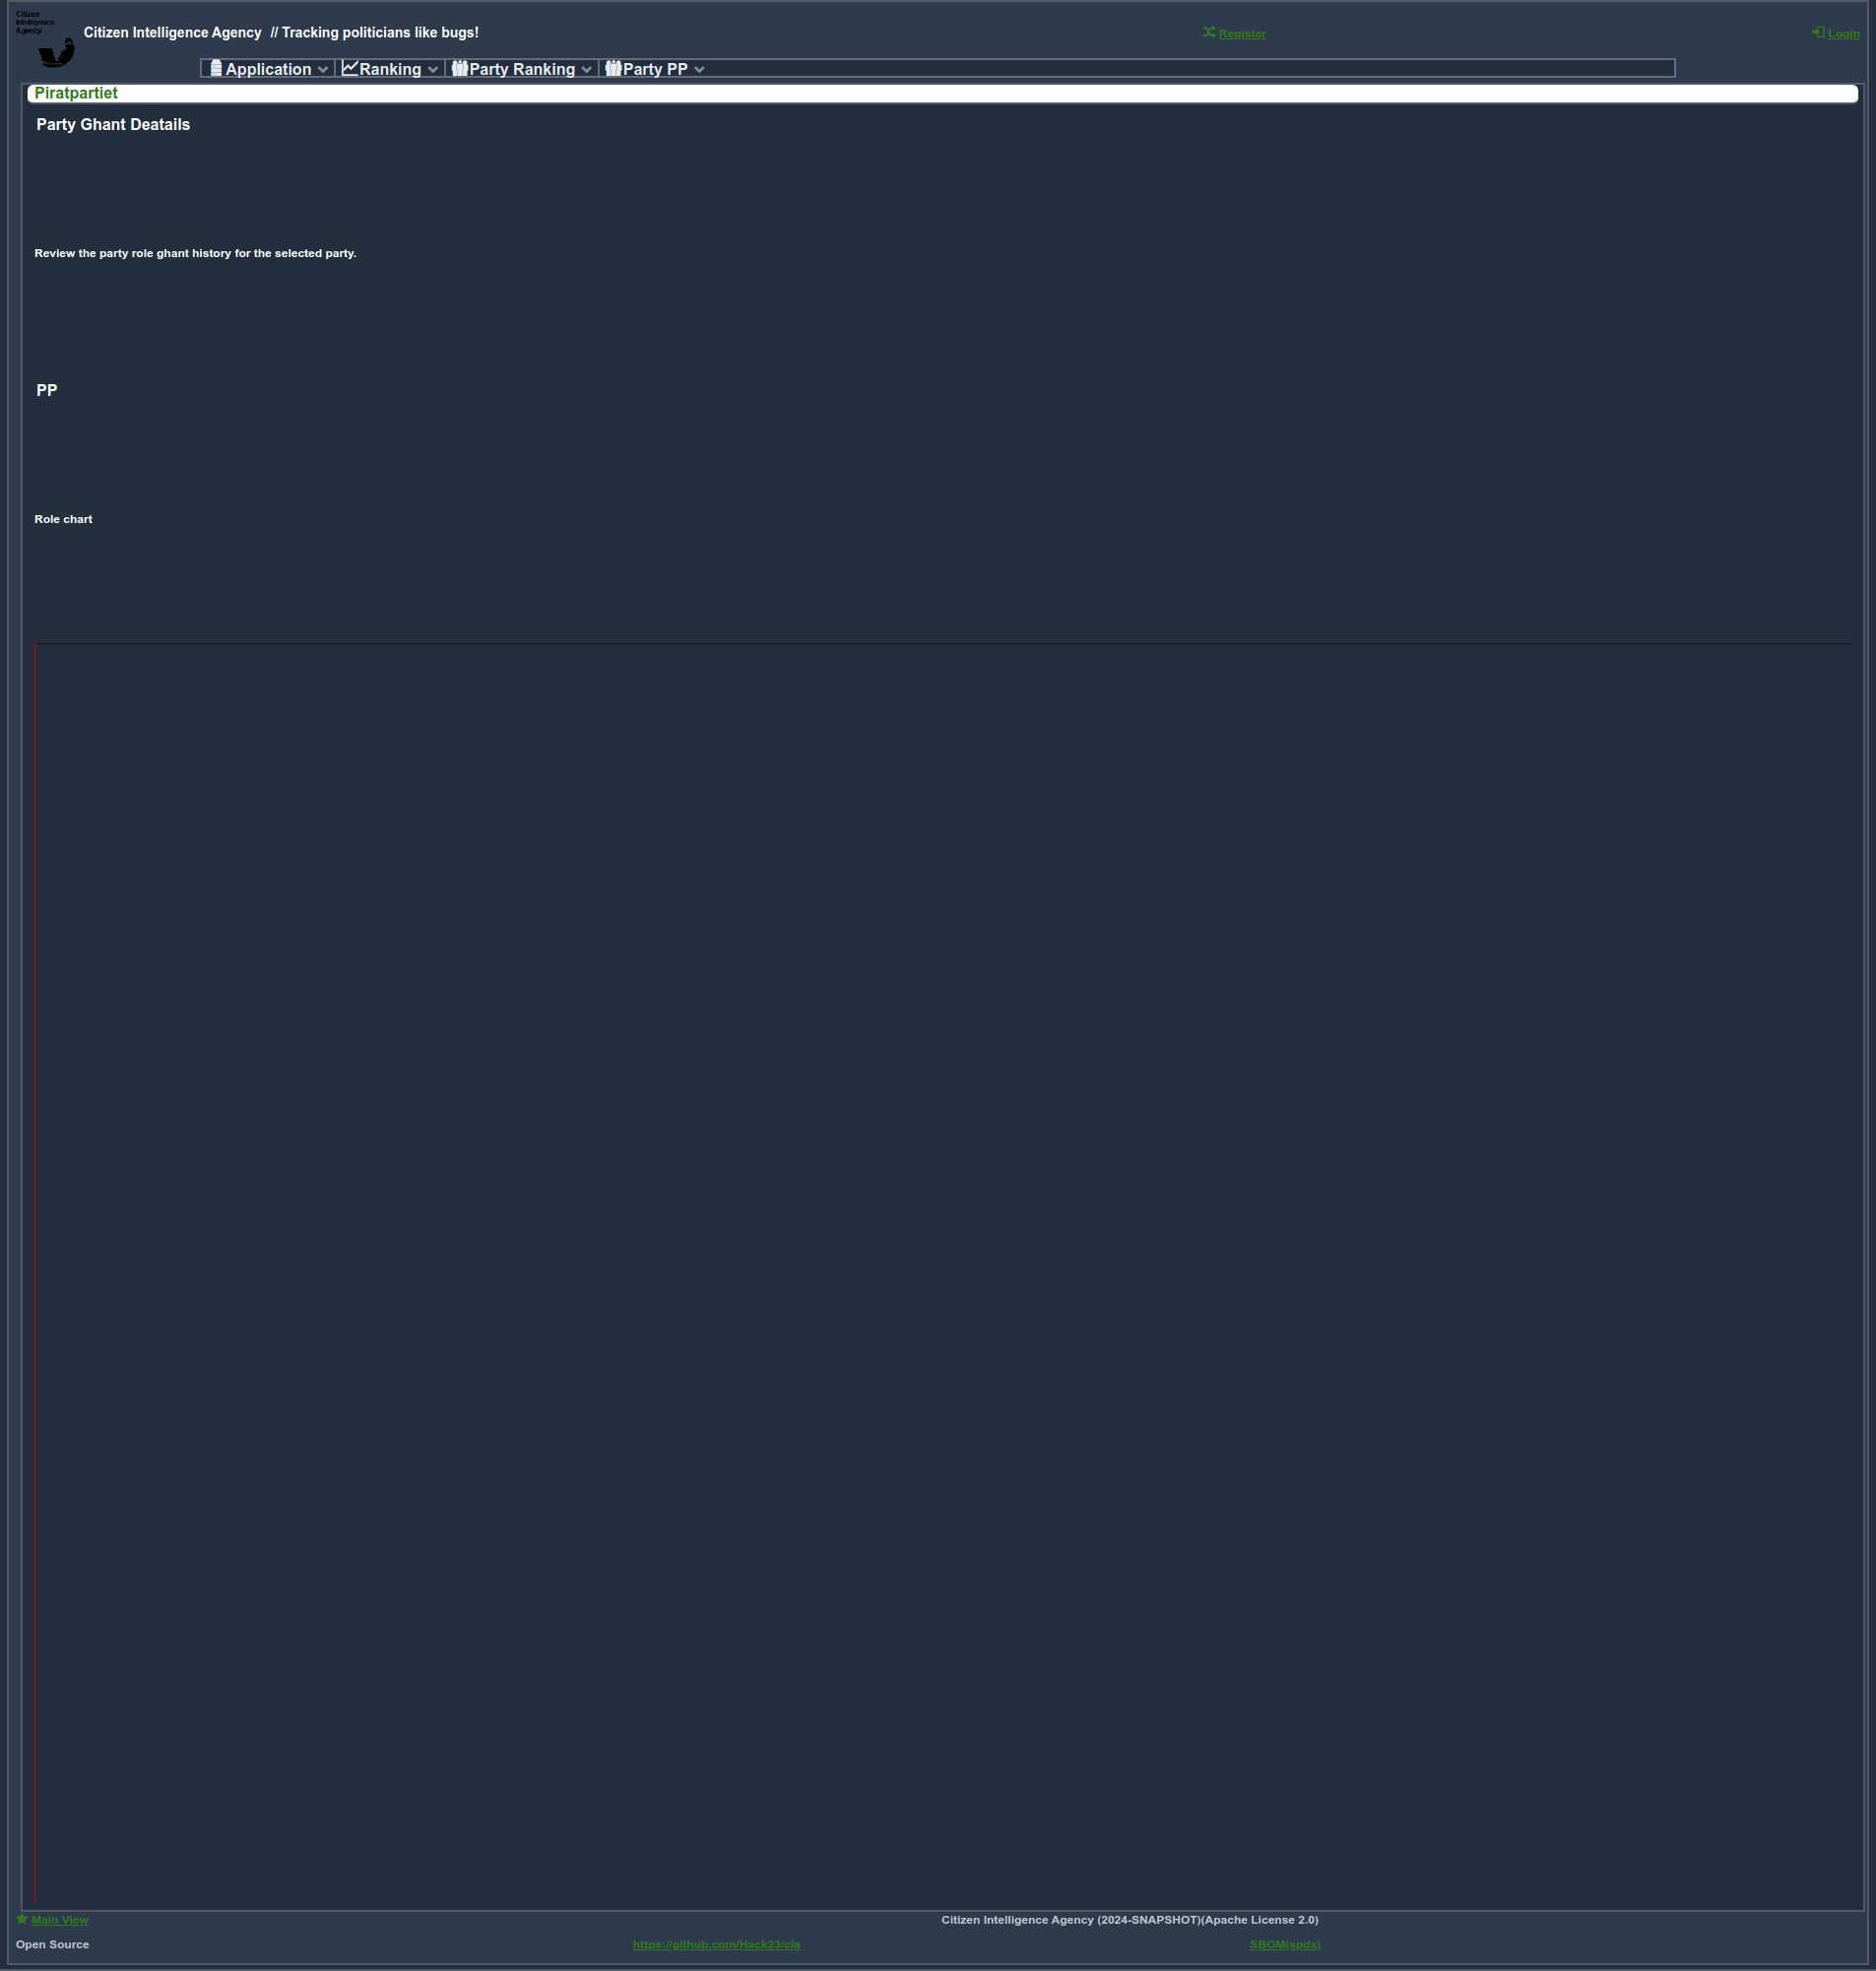 Citizen
Intelligence
Agency
Citizen Intelligence Agency // Tracking politicians like bugs!
Register
Login
Application
Ranking
Party Ranking
Party PP
Piratpartiet
Party Ghant Deatails
Review the party role ghant history for the selected party.
PP
Role chart
Main View
Citizen Intelligence Agency (2024-SNAPSHOT)(Apache License 2.0)
Open Source
https://github.com/Hack23/cia
SBOM(spdx)